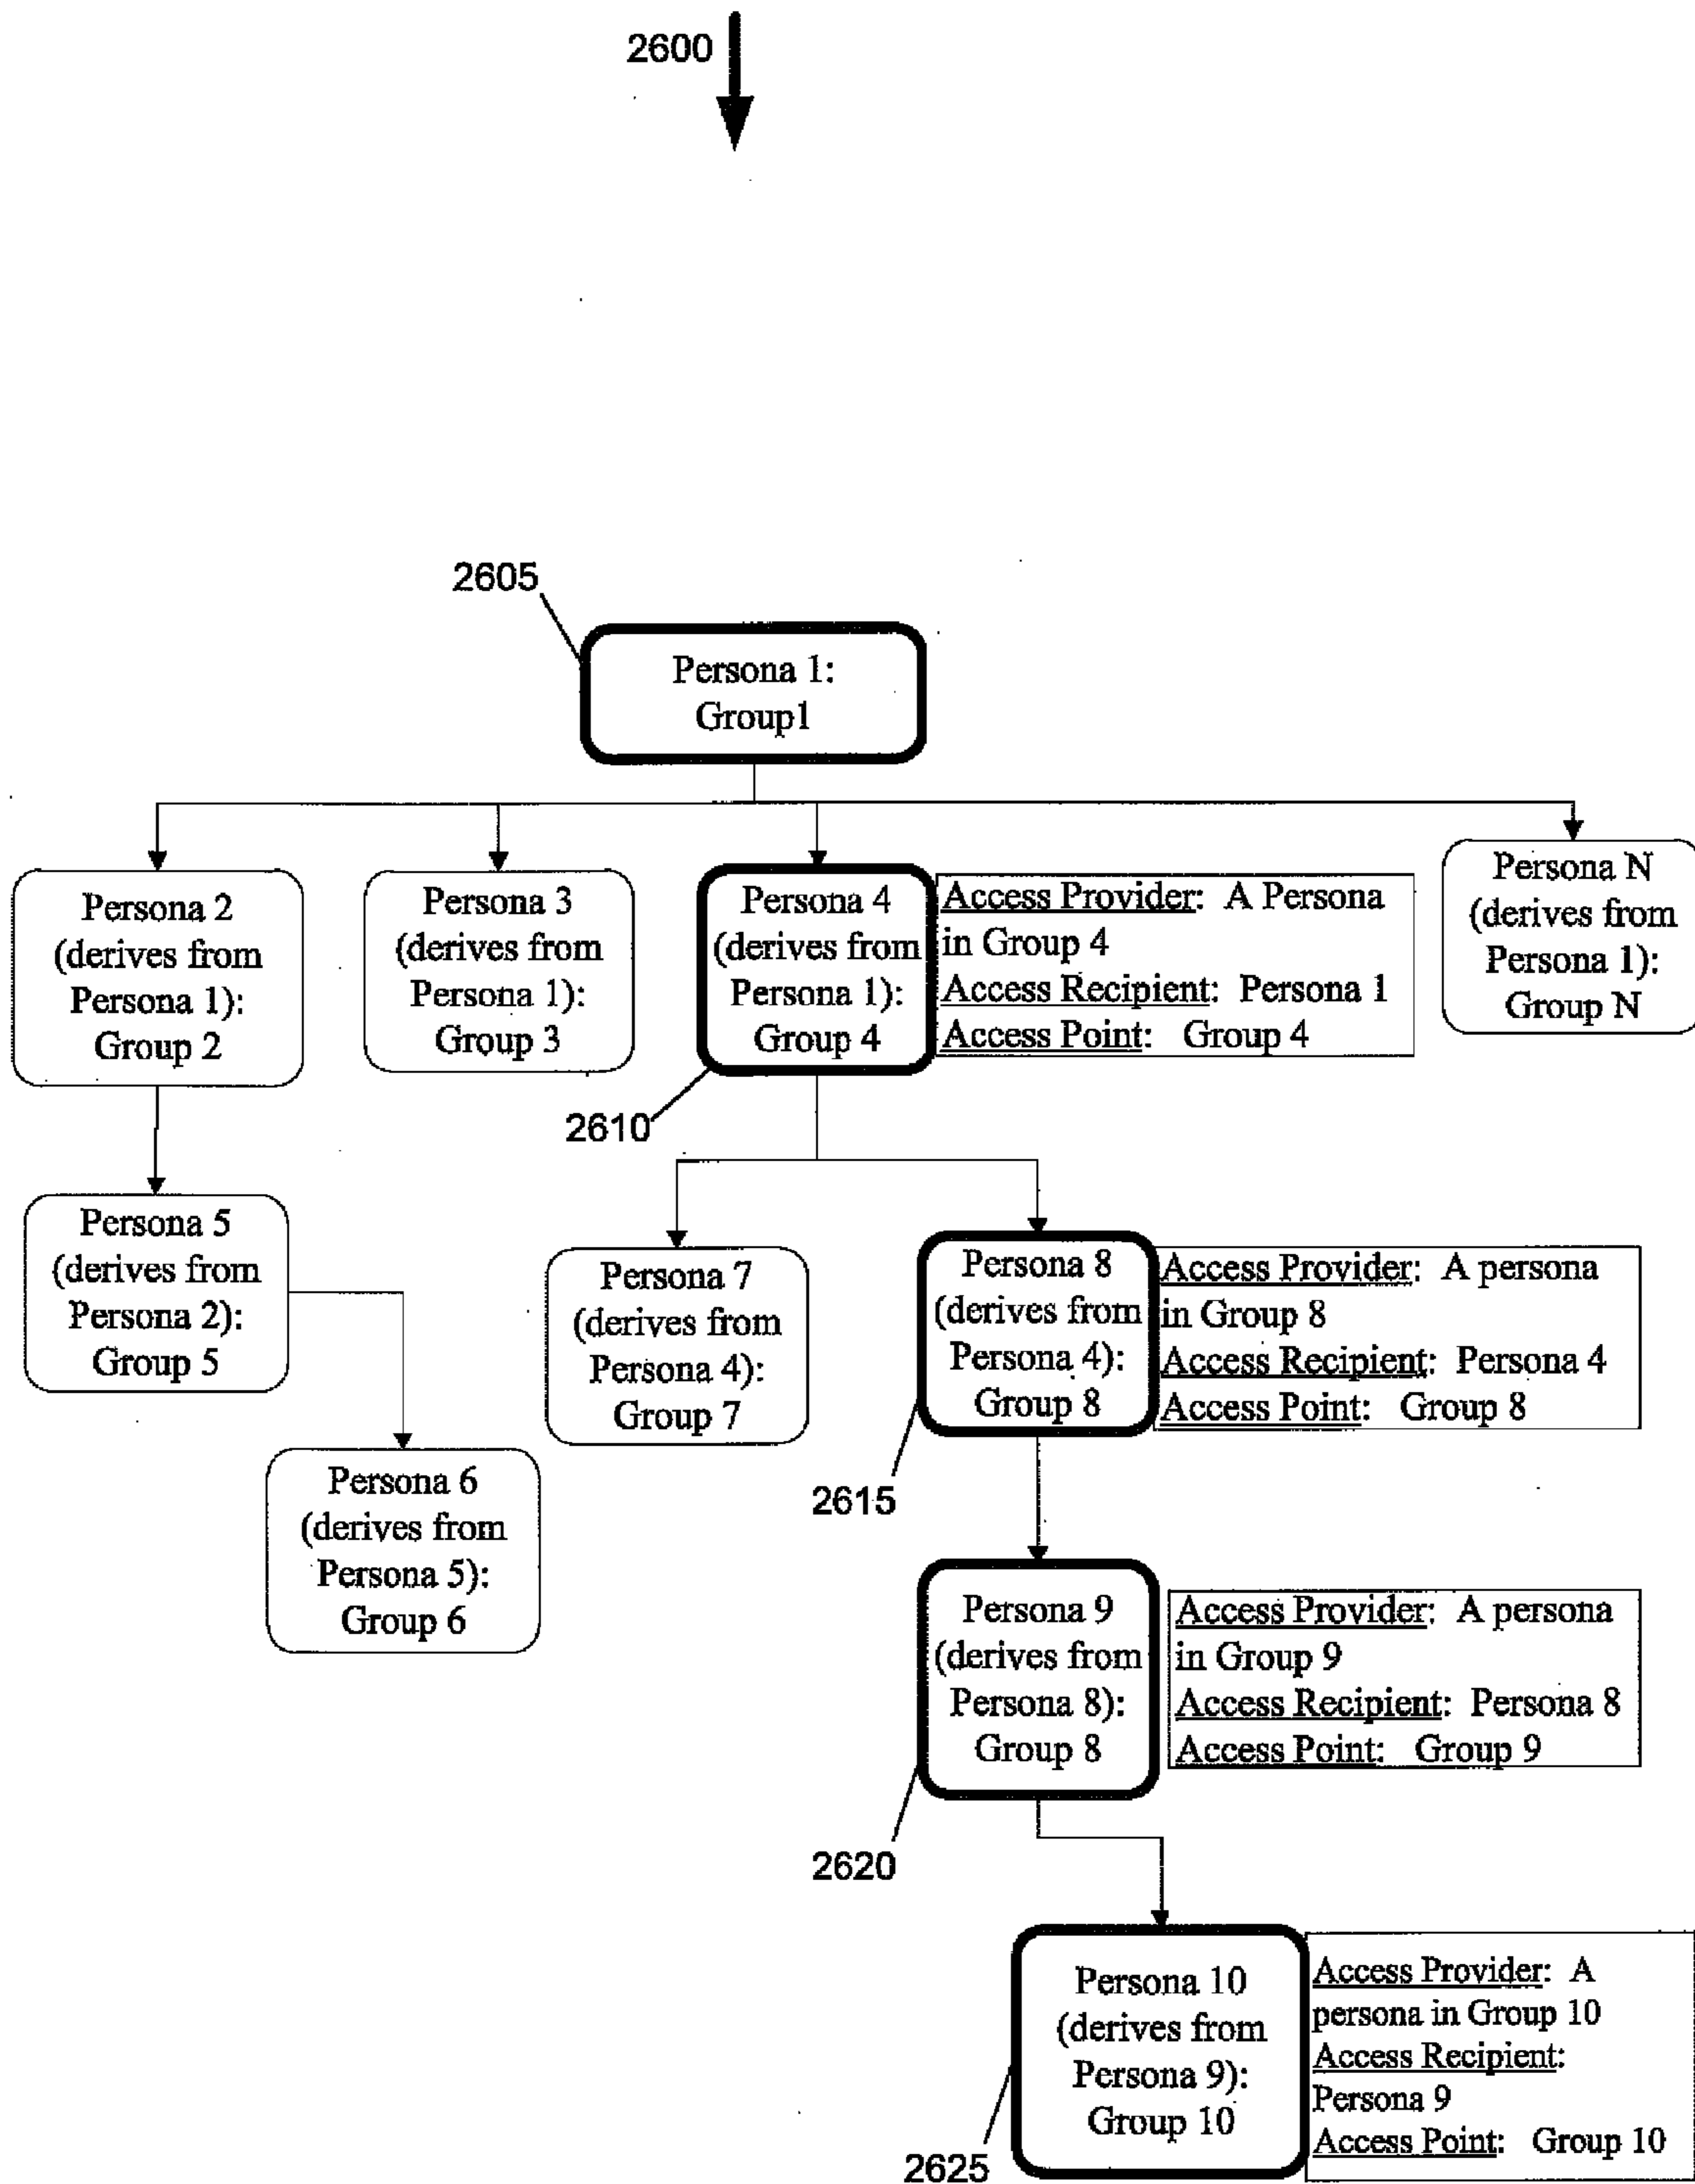 2600
2605
Persona 1:
Group1
Persona 2
(derives from
Persona 1):
Group 2
Persona 3
(derives from
Persona 1):
Group 3
Persona 4
(derives from
Persona 1):
Group 4
Access Provider: A Persona
in Group 4
Access Recipient: Persona 1
Access Point: Group 4
Persona N
(derives from
Persona 1):
Group N
2610
Persona 5
(derives from
Persona 2):
Group 5
Persona 7
(derives from
Persona 4):
Group 7
Persona 8
(derives from
Persona 4):
Group 8
Access Provider: A persona
in Group 8
Access Recipient: Persona 4
Access Point: Group 8
2615
Persona 6
(derives from
Persona 5):
Group 6
Persona 9
(derives from
Persona 8):
Group 8
Access Provider: A persona
in Group 9
Access Recipient: Persona 8
Access Point: Group 9
2620
Persona 10
(derives from
Persona 9):
Group 10
Access Provider: A
persona in Group 10
Access Recipient:
Persona 9
Access Point: Group 10
2625